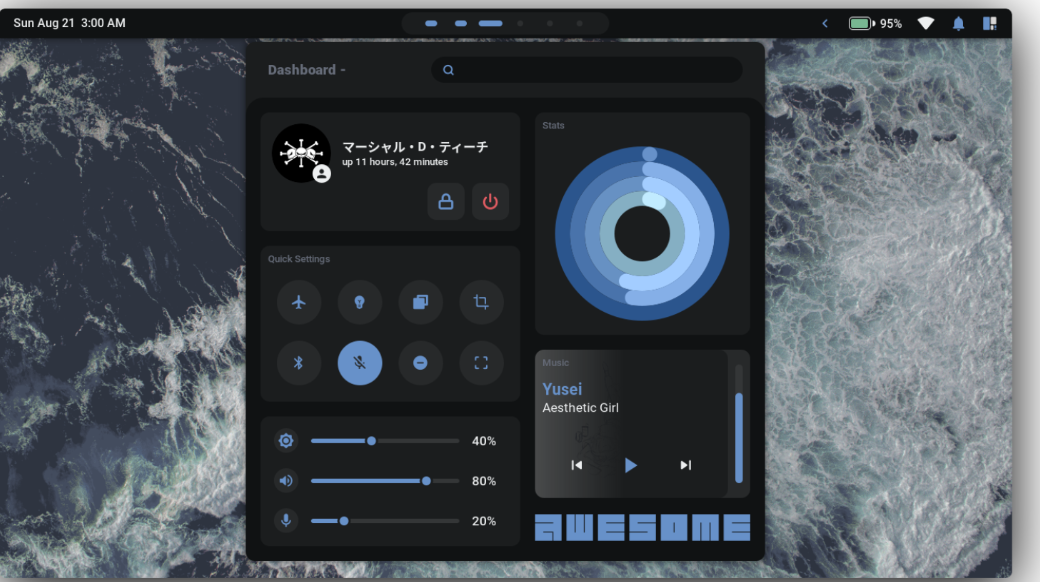 Sun Aug 21 3:00 AM
95%
Dashboard -
マーシャル・D・ティーチ
up 11 hours, 42 minutes
Stats
Quick Settings
Music
Yusei
Aesthetic Girl
40%
80%
20%
AWESOME